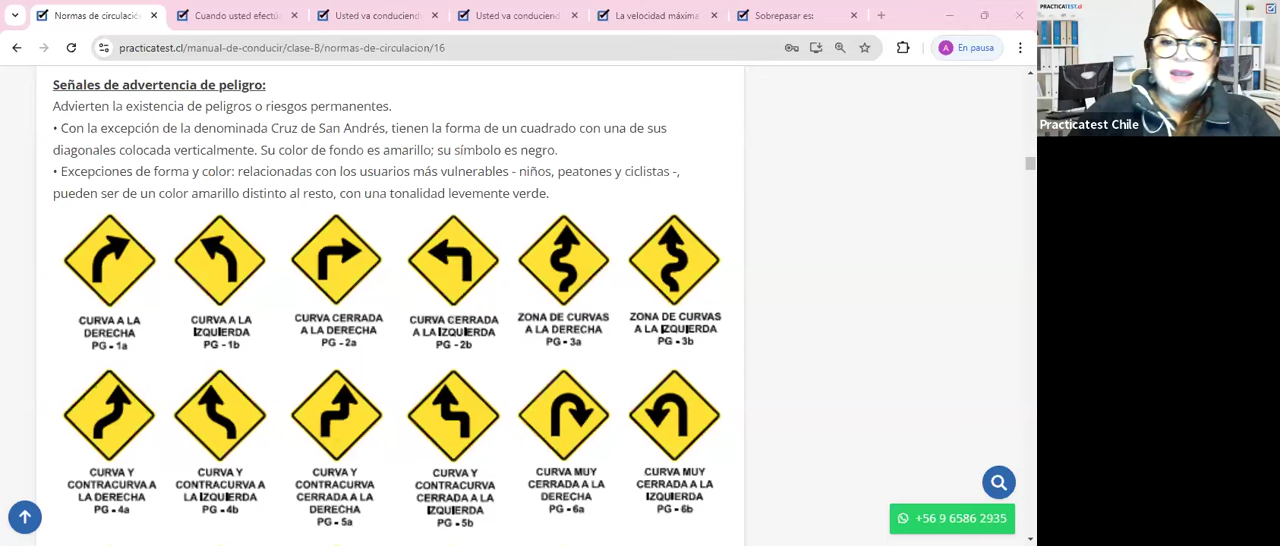 Normas de circulació
Cuando usted efectú
Usted va conduciend
Usted va conduciend
La velocidad máxima
Sobrepasar es:
practicatest.cl/manual-de-conducir/clase-B/normas-de-circulacion/16
A
En pausa
PRACTICATEST.cl
Practicatest Chile
Señales de advertencia de peligro:
Advierten la existencia de peligros o riesgos permanentes.
• Con la excepción de la denominada Cruz de San Andrés, tienen la forma de un cuadrado con una de sus
diagonales colocada verticalmente. Su color de fondo es amarillo; su símbolo es negro.
• Excepciones de forma y color: relacionadas con los usuarios más vulnerables - niños, peatones y ciclistas -,
pueden ser de un color amarillo distinto al resto, con una tonalidad levemente verde.
CURVA A LA
DERECHA
PG - 1a
CURVA A LA
IZQUIERDA
PG - 1b
CURVA CERRADA
A LA DERECHA
PG - 2a
CURVA CERRADA
A LA IZQUIERDA
PG - 2b
ZONA DE CURVAS
A LA DERECHA
PG - 3a
ZONA DE CURVAS
A LA IZQUIERDA
PG - 3b
CURVA Y
CONTRACURVA A
LA DERECHA
PG - 4a
CURVA Y
CONTRACURVA A
LA IZQUIERDA
PG - 4b
CURVA Y
CONTRACURVA
CERRADA A LA
DERECHA
PG - 5a
CURVA Y
CONTRACURVA
CERRADA A LA
IZQUIERDA
PG - 5b
CURVA MUY
CERRADA A LA
DERECHA
PG - 6a
CURVA MUY
CERRADA A LA
IZQUIERDA
PG - 6b
+56 9 6586 2935